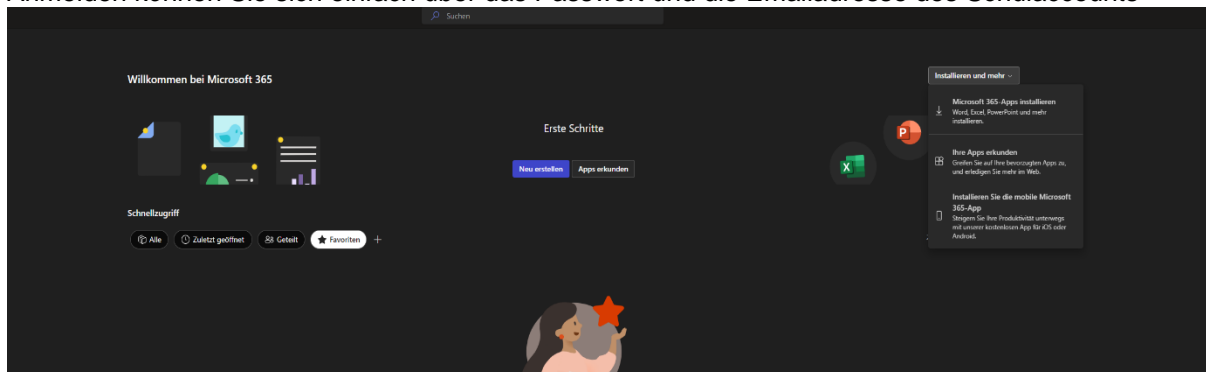 Anmelden können Sie sich einfach über das Passwort und die Emailadresse des Schulaccounts
Suchen
Willkommen bei Microsoft 365
Installieren und mehr
Microsoft 365-Apps installieren
Word, Excel, PowerPoint und mehr
installieren.
Erste Schritte
Neu erstellen
Apps erkunden
Ihre Apps erkunden
Greifen Sie auf Ihre bevorzugten Apps zu,
und erledigen Sie mehr im Web.
Installieren Sie die mobile Microsoft
365-App
Steigern Sie Ihre Produktivität unterwegs
mit unserer kostenlosen App für iOS oder
Android.
Schnellzugriff
Alle
Zuletzt geöffnet
Geteilt
Favoriten
P
X